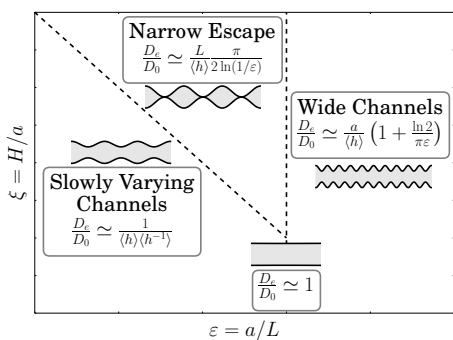 Narrow Escape
D_e/D_0 ≃ L/⟨h⟩ π/(2 ln(1/ε))
Wide Channels
D_e/D_0 ≃ a/⟨h⟩ (1 + ln 2/(πε))
Slowly Varying
Channels
D_e/D_0 ≃ 1/(⟨h⟩⟨h⁻¹⟩)
D_e/D_0 ≃ 1
ξ = H/a
ε = a/L